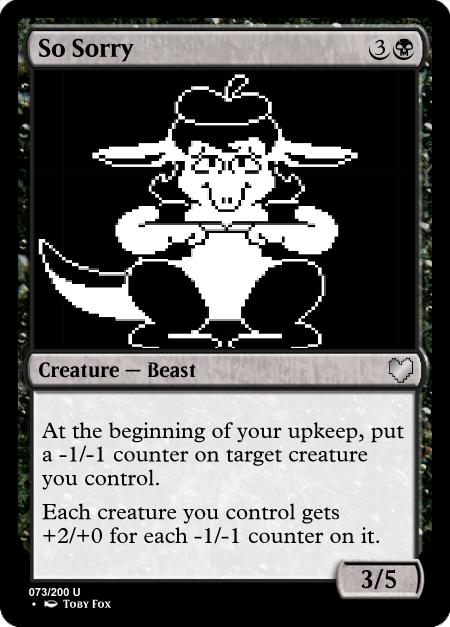 So Sorry 3
Creature — Beast
At the beginning of your upkeep, put
a -1/-1 counter on target creature
you control.
Each creature you control gets
+2/+0 for each -1/-1 counter on it.
3/5
073/200 U
• Toby Fox